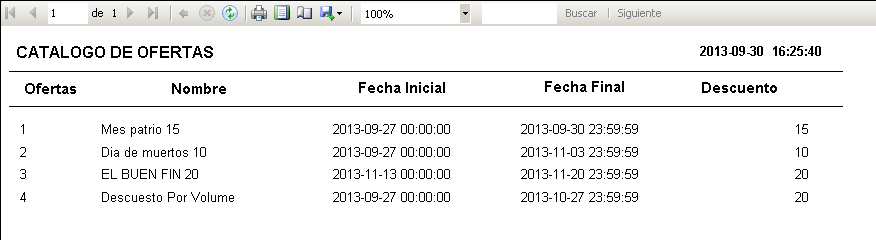 1 de 1 100% Buscar | Siguiente
CATALOGO DE OFERTAS 2013-09-30 16:25:40
Ofertas Nombre Fecha Inicial Fecha Final Descuento
1 Mes patrio 15 2013-09-27 00:00:00 2013-09-30 23:59:59 15
2 Dia de muertos 10 2013-09-27 00:00:00 2013-11-03 23:59:59 10
3 EL BUEN FIN 20 2013-11-13 00:00:00 2013-11-20 23:59:59 20
4 Descuesto Por Volume 2013-09-27 00:00:00 2013-10-27 23:59:59 20